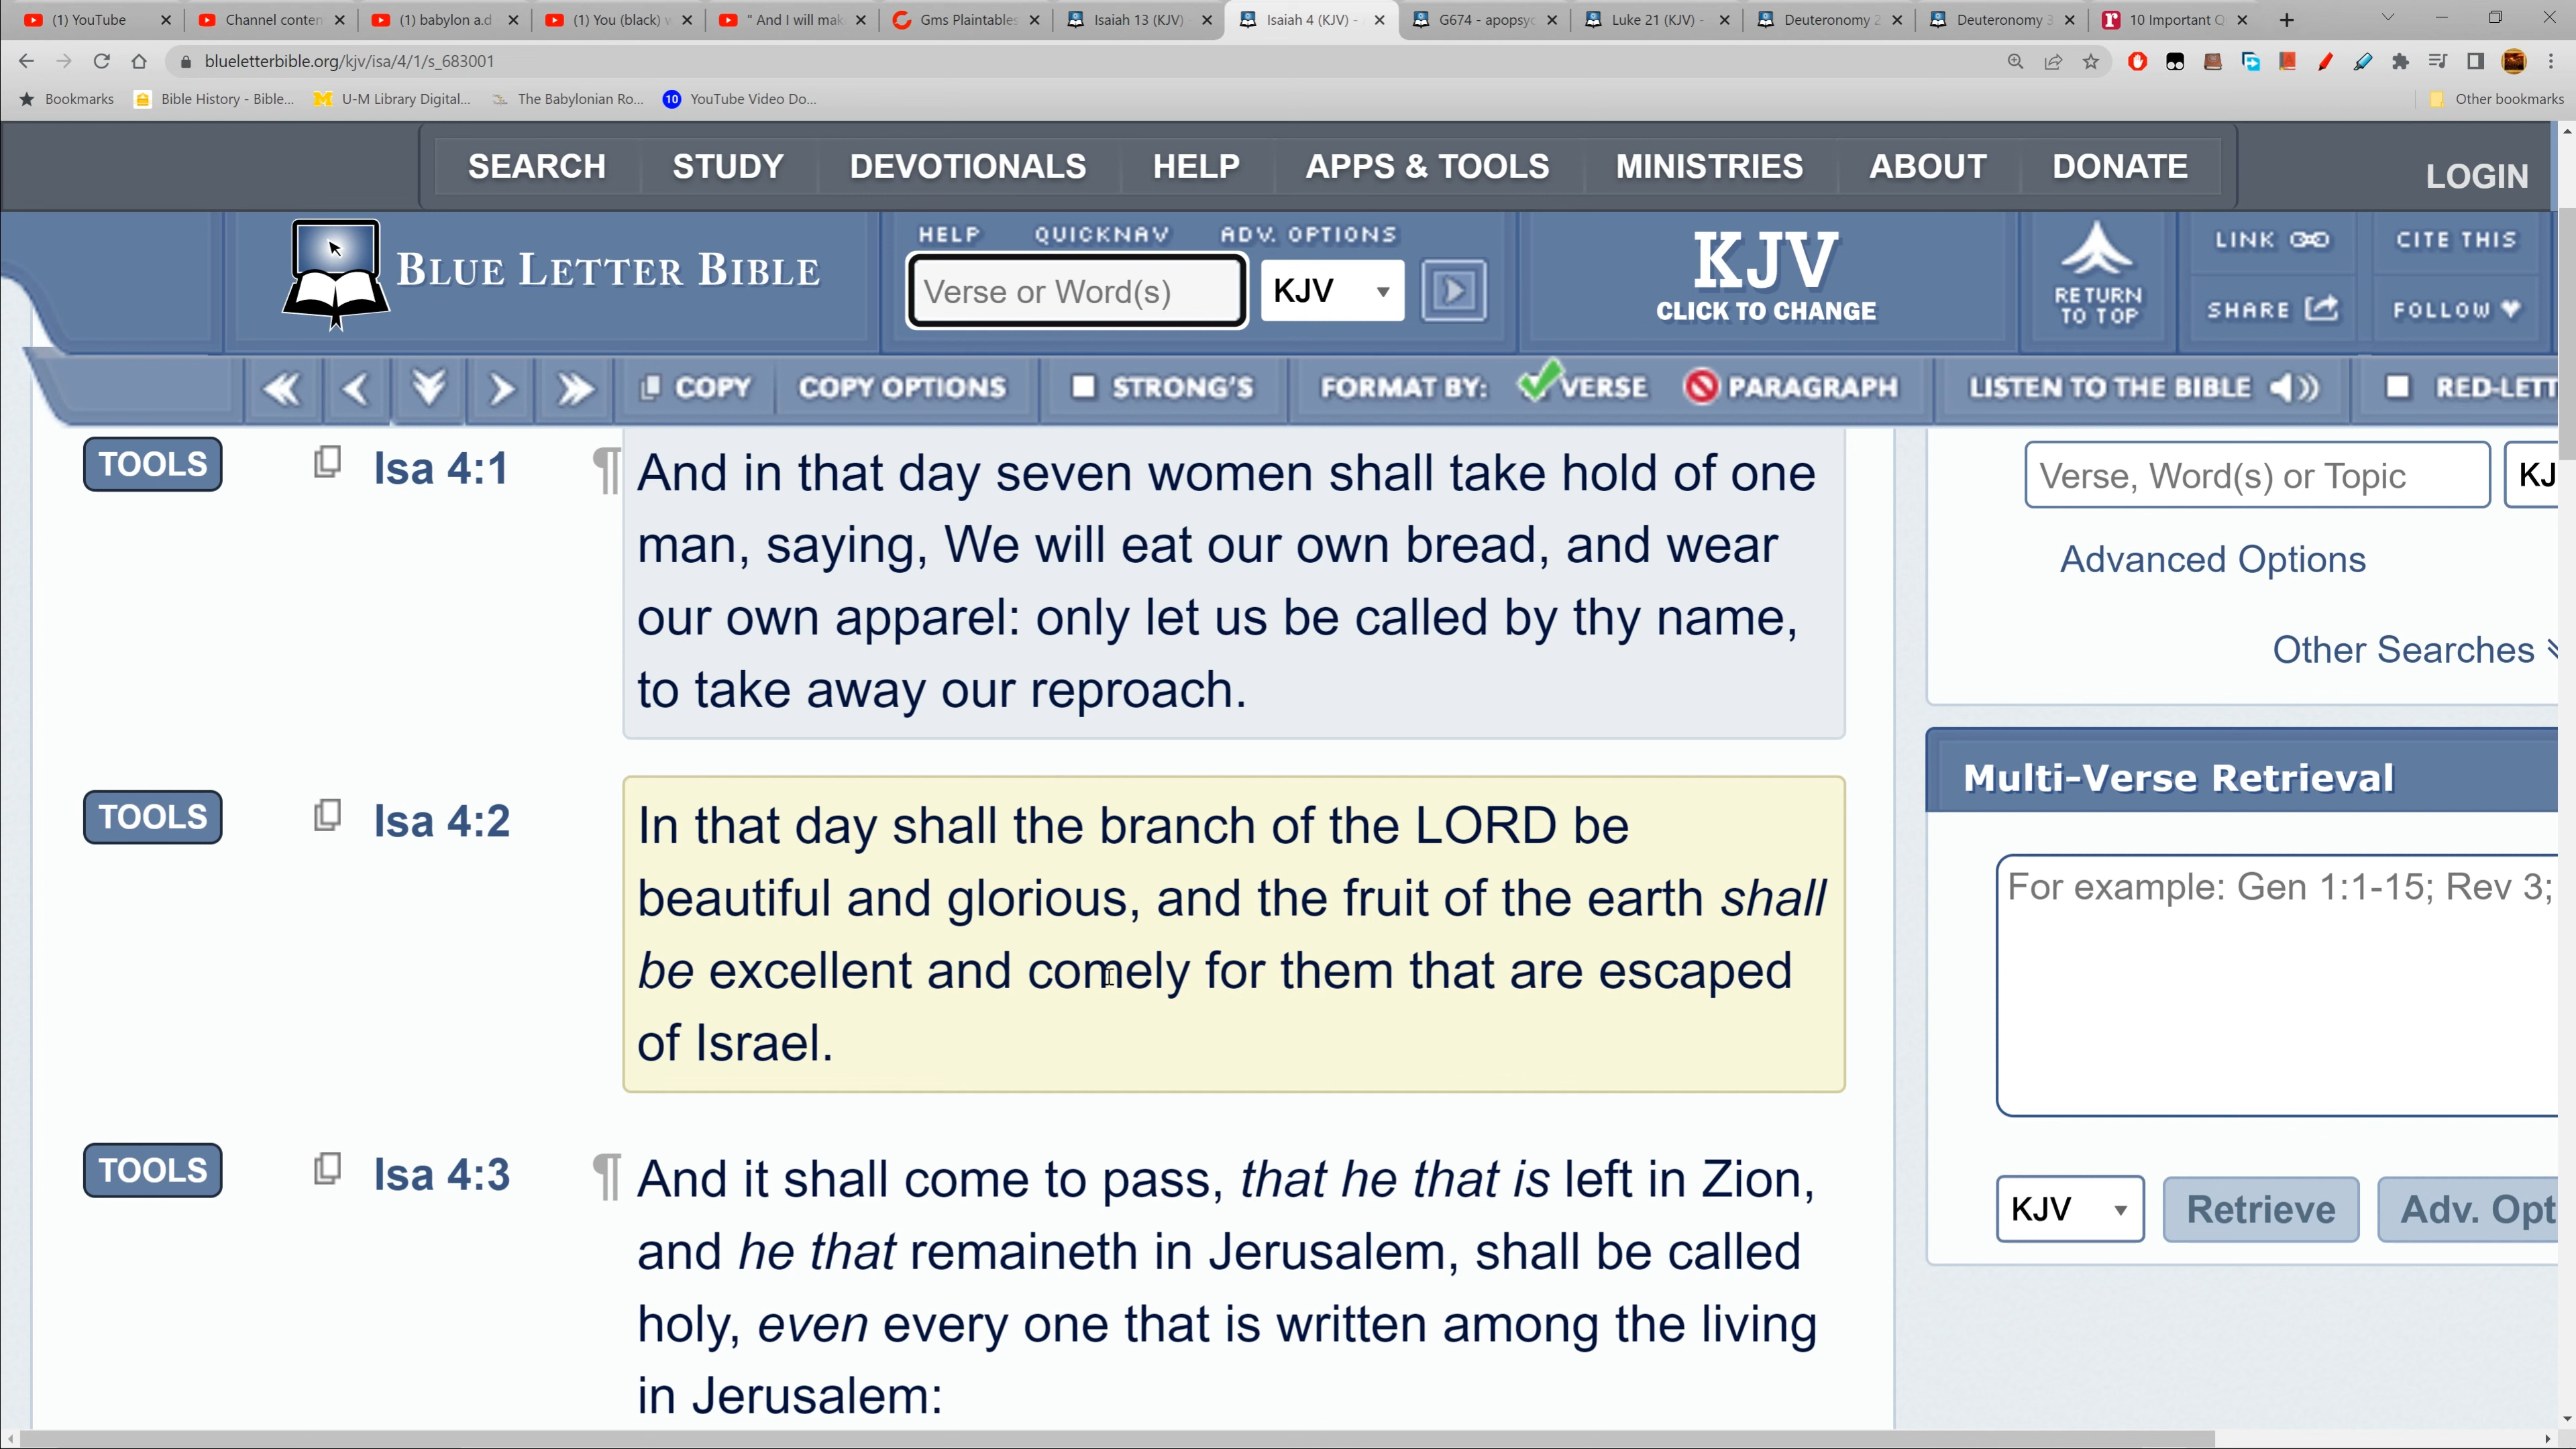 (1) YouTube
Channel conten
(1) babylon a.d
(1) You (black) v
" And I will mak
Gms Plaintables
Isaiah 13 (KJV)
Isaiah 4 (KJV) -
G674 - apopsyc
Luke 21 (KJV) -
Deuteronomy 2
Deuteronomy 3
10 Important Q
blueletterbible.org/kjv/isa/4/1/s_683001
Bookmarks
Bible History - Bible...
U-M Library Digital...
The Babylonian Ro...
10
YouTube Video Do...
Other bookmarks
SEARCH STUDY DEVOTIONALS HELP APPS & TOOLS MINISTRIES ABOUT DONATE
LOGIN
BLUE LETTER BIBLE
HELP QUICKNAV ADV. OPTIONS
Verse or Word(s)
KJV
KJV
CLICK TO CHANGE
RETURN
TO TOP
LINK
CITE THIS
SHARE
FOLLOW
COPY COPY OPTIONS STRONG'S FORMAT BY: VERSE PARAGRAPH LISTEN TO THE BIBLE RED-LETT
TOOLS Isa 4:1 ¶ And in that day seven women shall take hold of one
man, saying, We will eat our own bread, and wear
our own apparel: only let us be called by thy name,
to take away our reproach.
TOOLS Isa 4:2 In that day shall the branch of the LORD be
beautiful and glorious, and the fruit of the earth shall
be excellent and comely for them that are escaped
of Israel.
TOOLS Isa 4:3 ¶ And it shall come to pass, that he that is left in Zion,
and he that remaineth in Jerusalem, shall be called
holy, even every one that is written among the living
in Jerusalem:
Verse, Word(s) or Topic
KJ
Advanced Options
Other Searches
Multi-Verse Retrieval
For example: Gen 1:1-15; Rev 3;
KJV
Retrieve
Adv. Opt